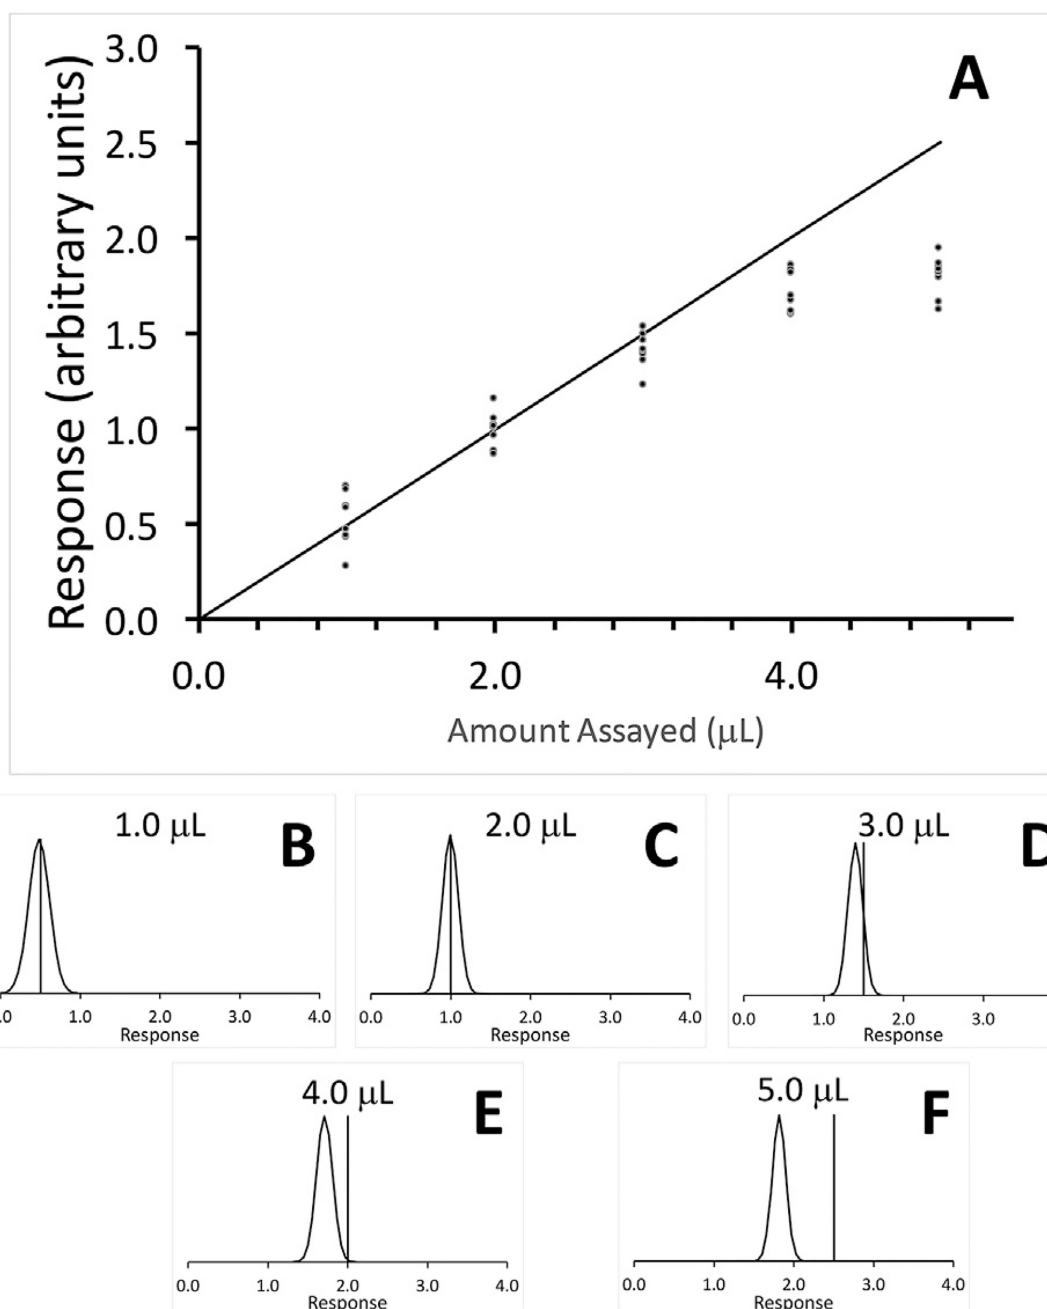 A
Response (arbitrary units)
3.0
2.5
2.0
1.5
1.0
0.5
0.0
0.0 2.0 4.0
Amount Assayed (µL)
1.0 µL B
.0 1.0 2.0 3.0 4.0
Response
2.0 µL C
0.0 1.0 2.0 3.0 4.0
Response
3.0 µL D
0.0 1.0 2.0 3.0
Response
4.0 µL E
0.0 1.0 2.0 3.0 4.0
Response
5.0 µL F
0.0 1.0 2.0 3.0 4.0
Response